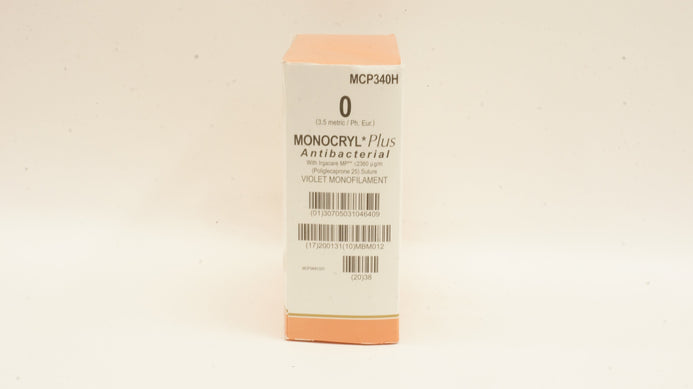 MCP340H
0
(3.5 metric / Ph. Eur.)
MONOCRYL* Plus
Antibacterial
With Irgacare MP** <2360 µg/m
(Poliglecaprone 25) Suture
VIOLET MONOFILAMENT
(01)30705031046409
(17)200131(10)MBM012
(20)38